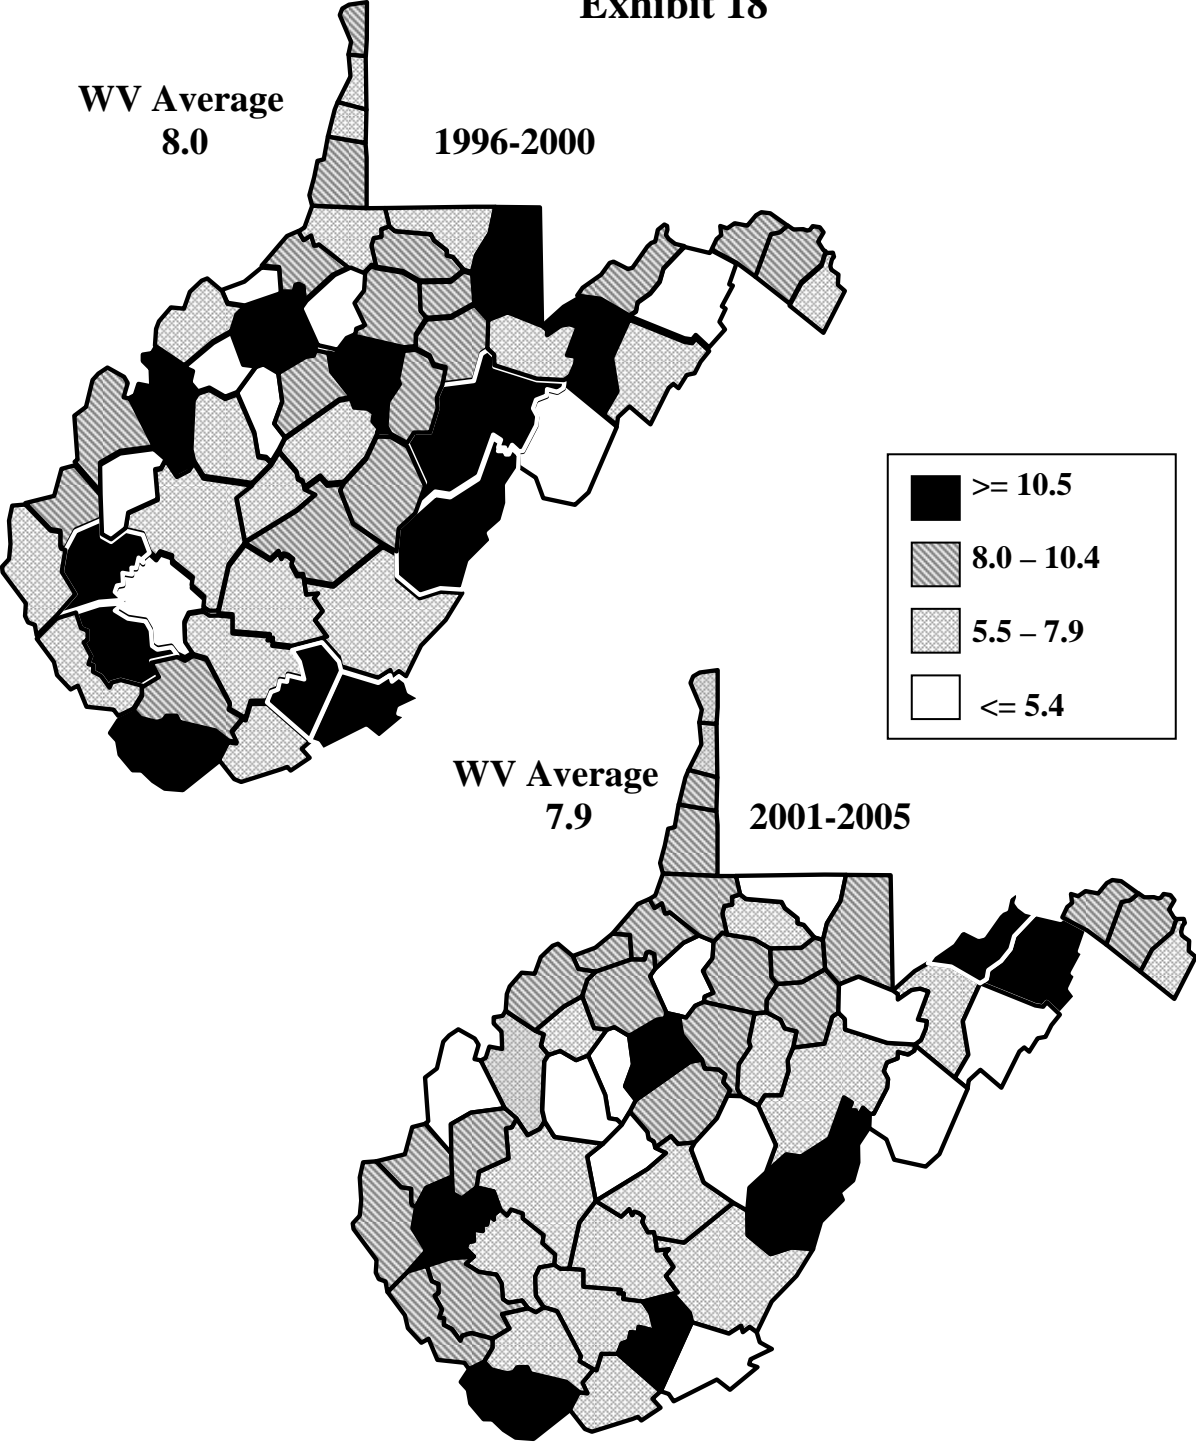 Exhibit 18
WV Average
8.0
1996-2000
>= 10.5
8.0 – 10.4
5.5 – 7.9
<= 5.4
WV Average
7.9
2001-2005